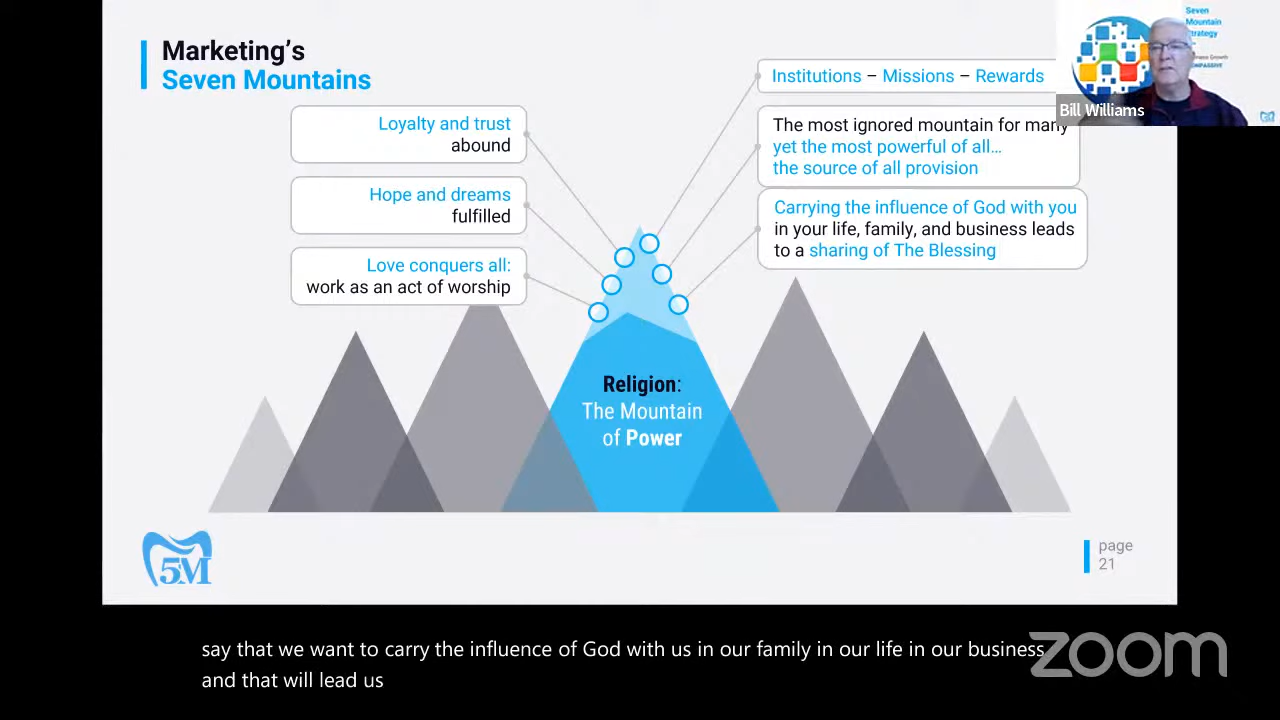 Marketing's
Seven Mountains
Loyalty and trust
abound
Hope and dreams
fulfilled
Love conquers all:
work as an act of worship
Institutions – Missions – Rewards
The most ignored mountain for many
yet the most powerful of all...
the source of all provision
Carrying the influence of God with you
in your life, family, and business leads
to a sharing of The Blessing
Religion:
The Mountain
of Power
Seven
Mountain
Strategy
Bill Williams
5M
page
21
say that we want to carry the influence of God with us in our family in our life in our business
and that will lead us
zoom